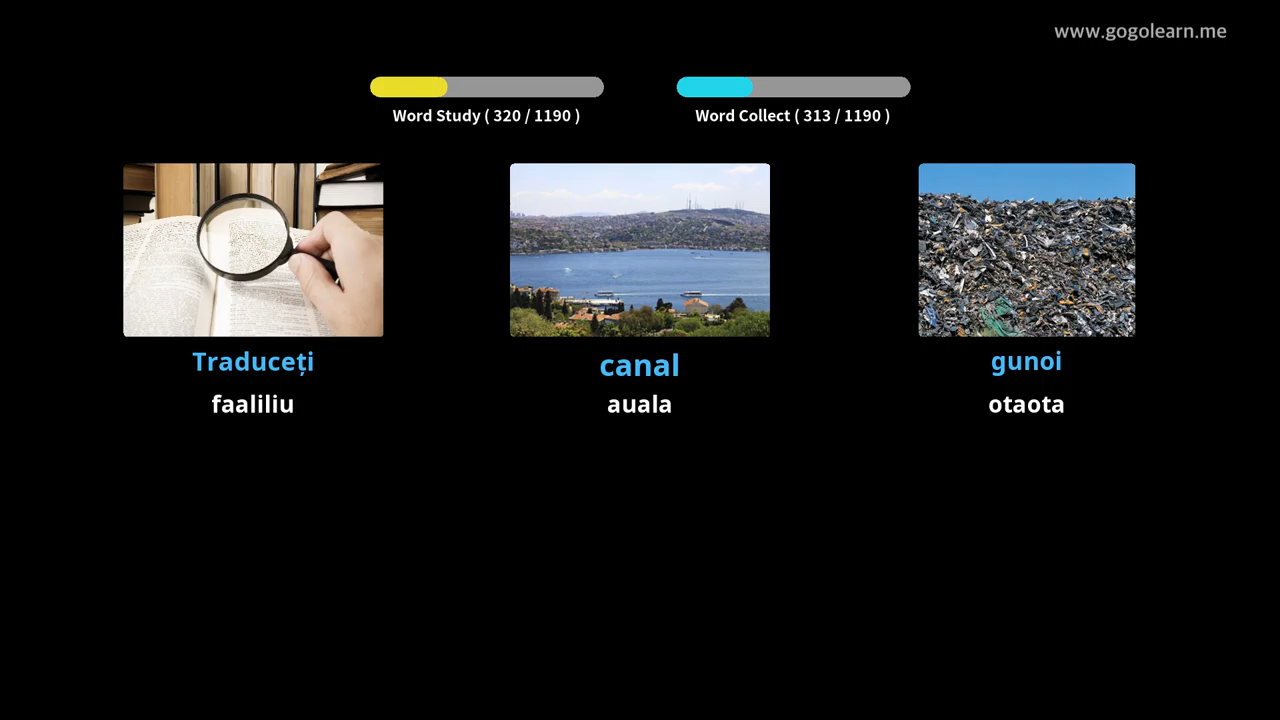 www.gogolearn.me
Word Study ( 320 / 1190 )
Word Collect ( 313 / 1190 )
Traduceți
canal
gunoi
faaliliu
auala
otaota